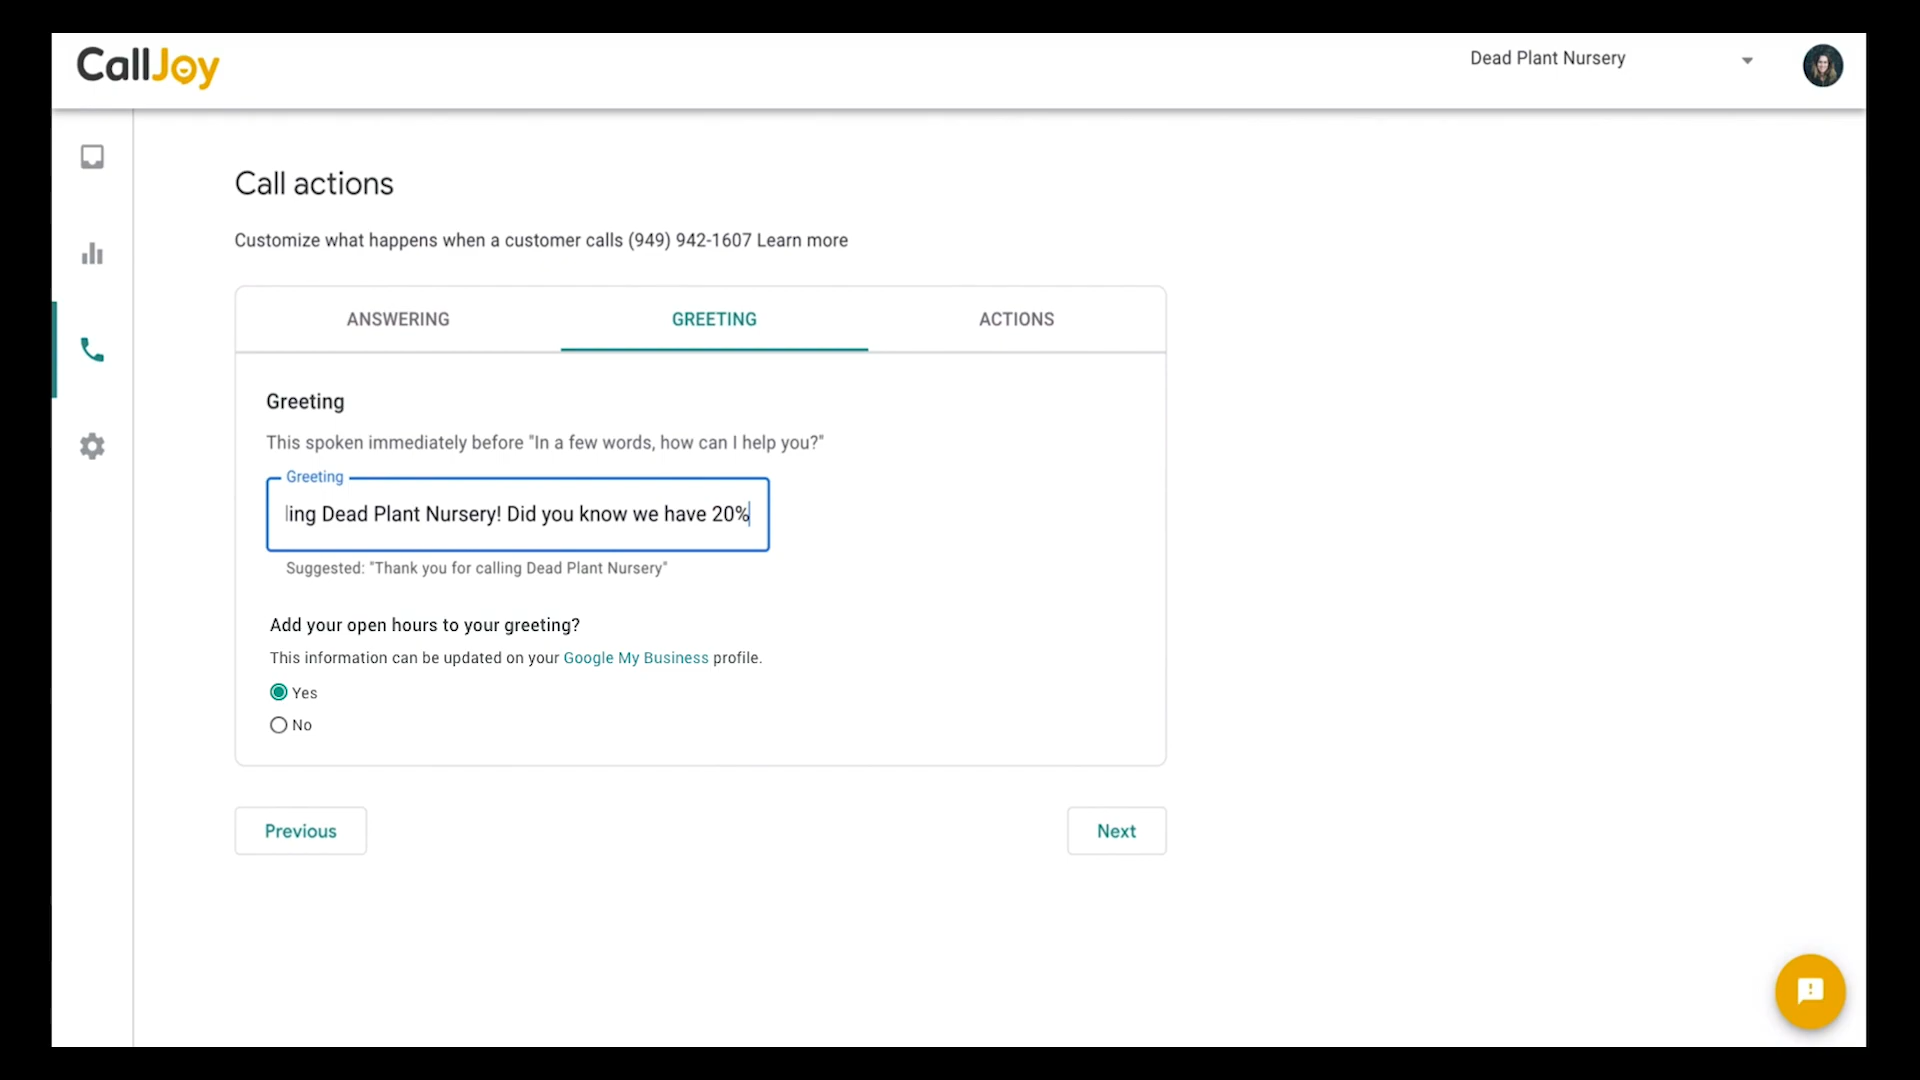 CallJoy
Dead Plant Nursery
Call actions
Customize what happens when a customer calls (949) 942-1607 Learn more
ANSWERING GREETING ACTIONS
Greeting
This spoken immediately before "In a few words, how can I help you?"
Greeting
ling Dead Plant Nursery! Did you know we have 20%
Suggested: "Thank you for calling Dead Plant Nursery"
Add your open hours to your greeting?
This information can be updated on your Google My Business profile.
Yes
No
Previous Next